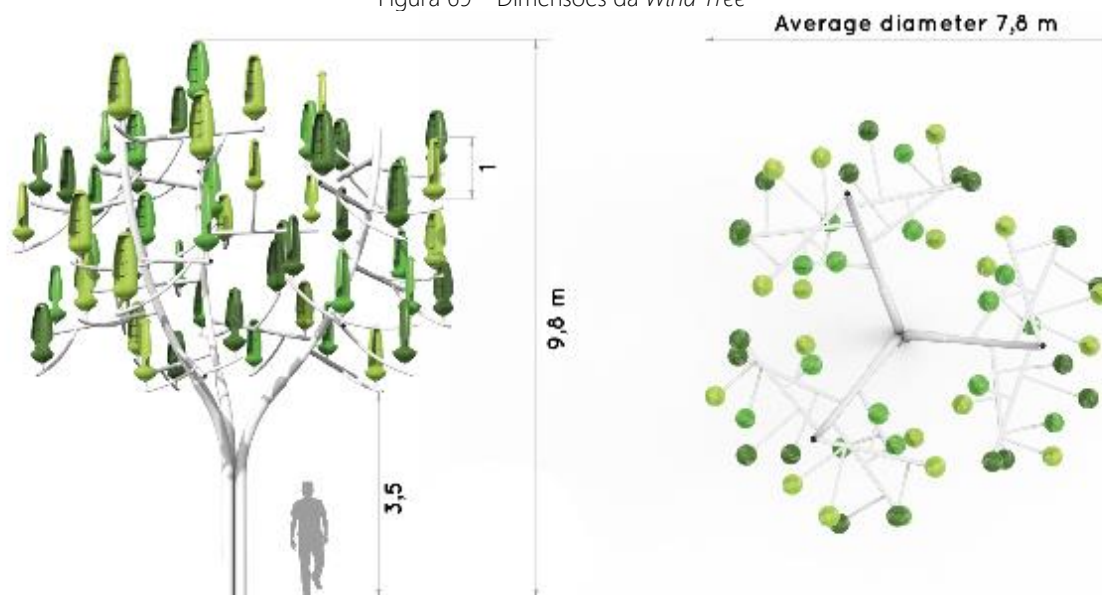 Figura 69 – Dimensões da Wind Tree
Average diameter 7,8 m
1
9,8 m
3,5